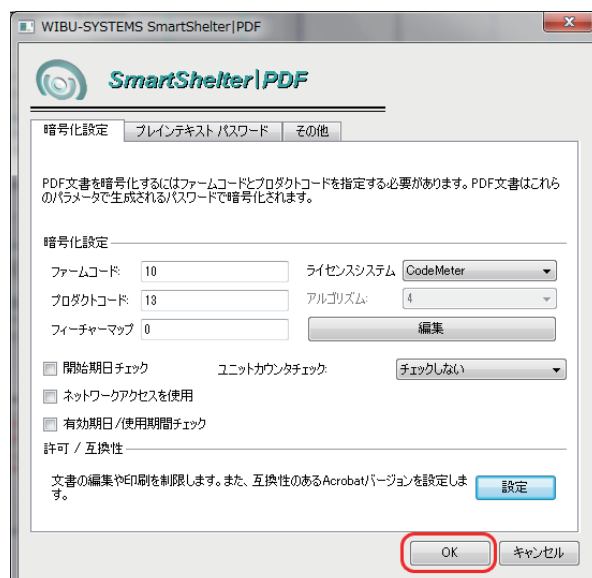 WIBU-SYSTEMS SmartShelter|PDF
SmartShelter|PDF
暗号化設定 プレインテキスト パスワード その他
PDF文書を暗号化するにはファームコードとプロダクトコードを指定する必要があります。PDF文書はこれら
のパラメータで生成されるパスワードで暗号化されます。
暗号化設定
ファームコード: 10 ライセンスシステム CodeMeter
プロダクトコード: 13 アルゴリズム: 4
フィーチャーマップ 0 編集
開始期日チェック ユニットカウンタチェック: チェックしない
ネットワークアクセスを使用
有効期日/使用期間チェック
許可 / 互換性
文書の編集や印刷を制限します。また、互換性のあるAcrobatバージョンを設定しま
す。
設定
OK キャンセル